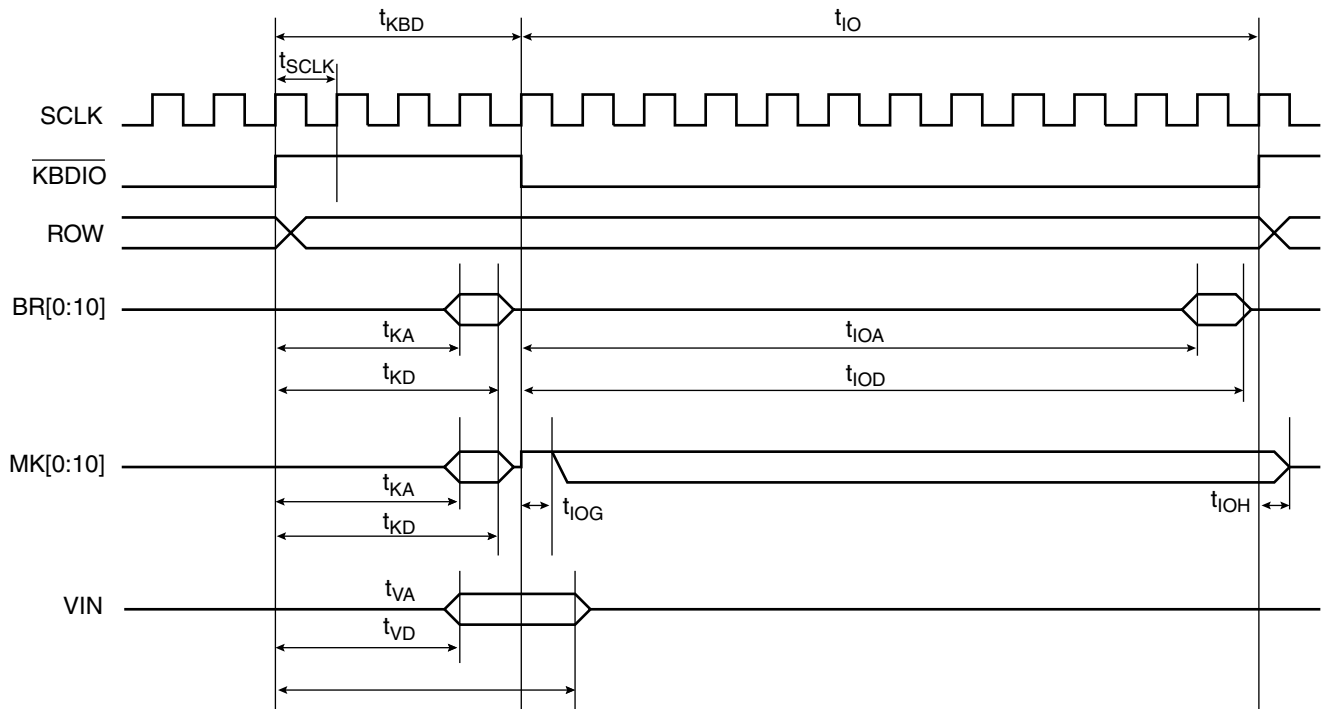 tKBD tIO
tSCLK
SCLK
KBDIO
ROW
BR[0:10]
tKA tIOA
tKD tIOD
MK[0:10]
tKA tIOG tIOH
tKD
VIN tVA
tVD